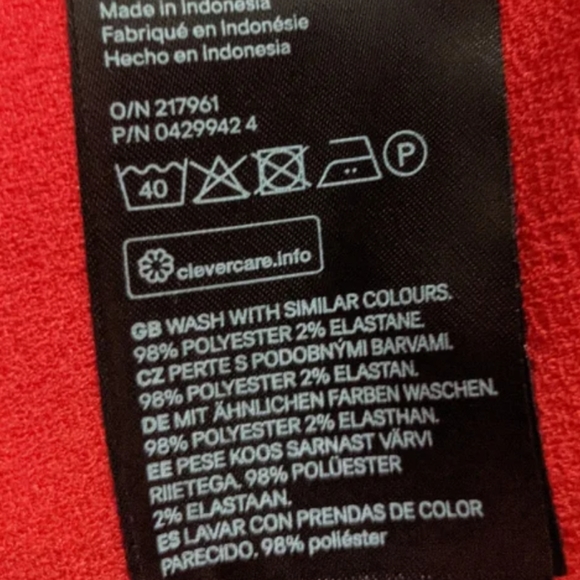 Made in Indonesia
Fabriqué en Indonésie
Hecho en Indonesia
O/N 217961
P/N 0429942 4
40 P
clevercare.info
GB WASH WITH SIMILAR COLOURS.
98% POLYESTER 2% ELASTANE.
CZ PERTE S PODOBNÝMI BARVAMI.
98% POLYESTER 2% ELASTAN.
DE MIT ÄHNLICHEN FARBEN WASCHEN.
98% POLYESTER 2% ELASTHAN.
EE PESE KOOS SARNAST VÄRVI
RIIETEGA. 98% POLÜESTER
2% ELASTAAN.
ES LAVAR CON PRENDAS DE COLOR
PARECIDO. 98% poliéster